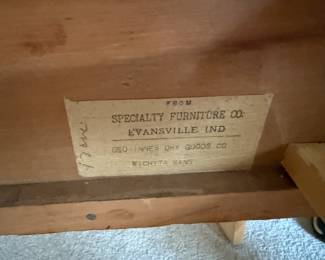 FROM
SPECIALTY FURNITURE CO.
EVANSVILLE IND
GEO INNES DRY GOODS CO
WICHITA KANS